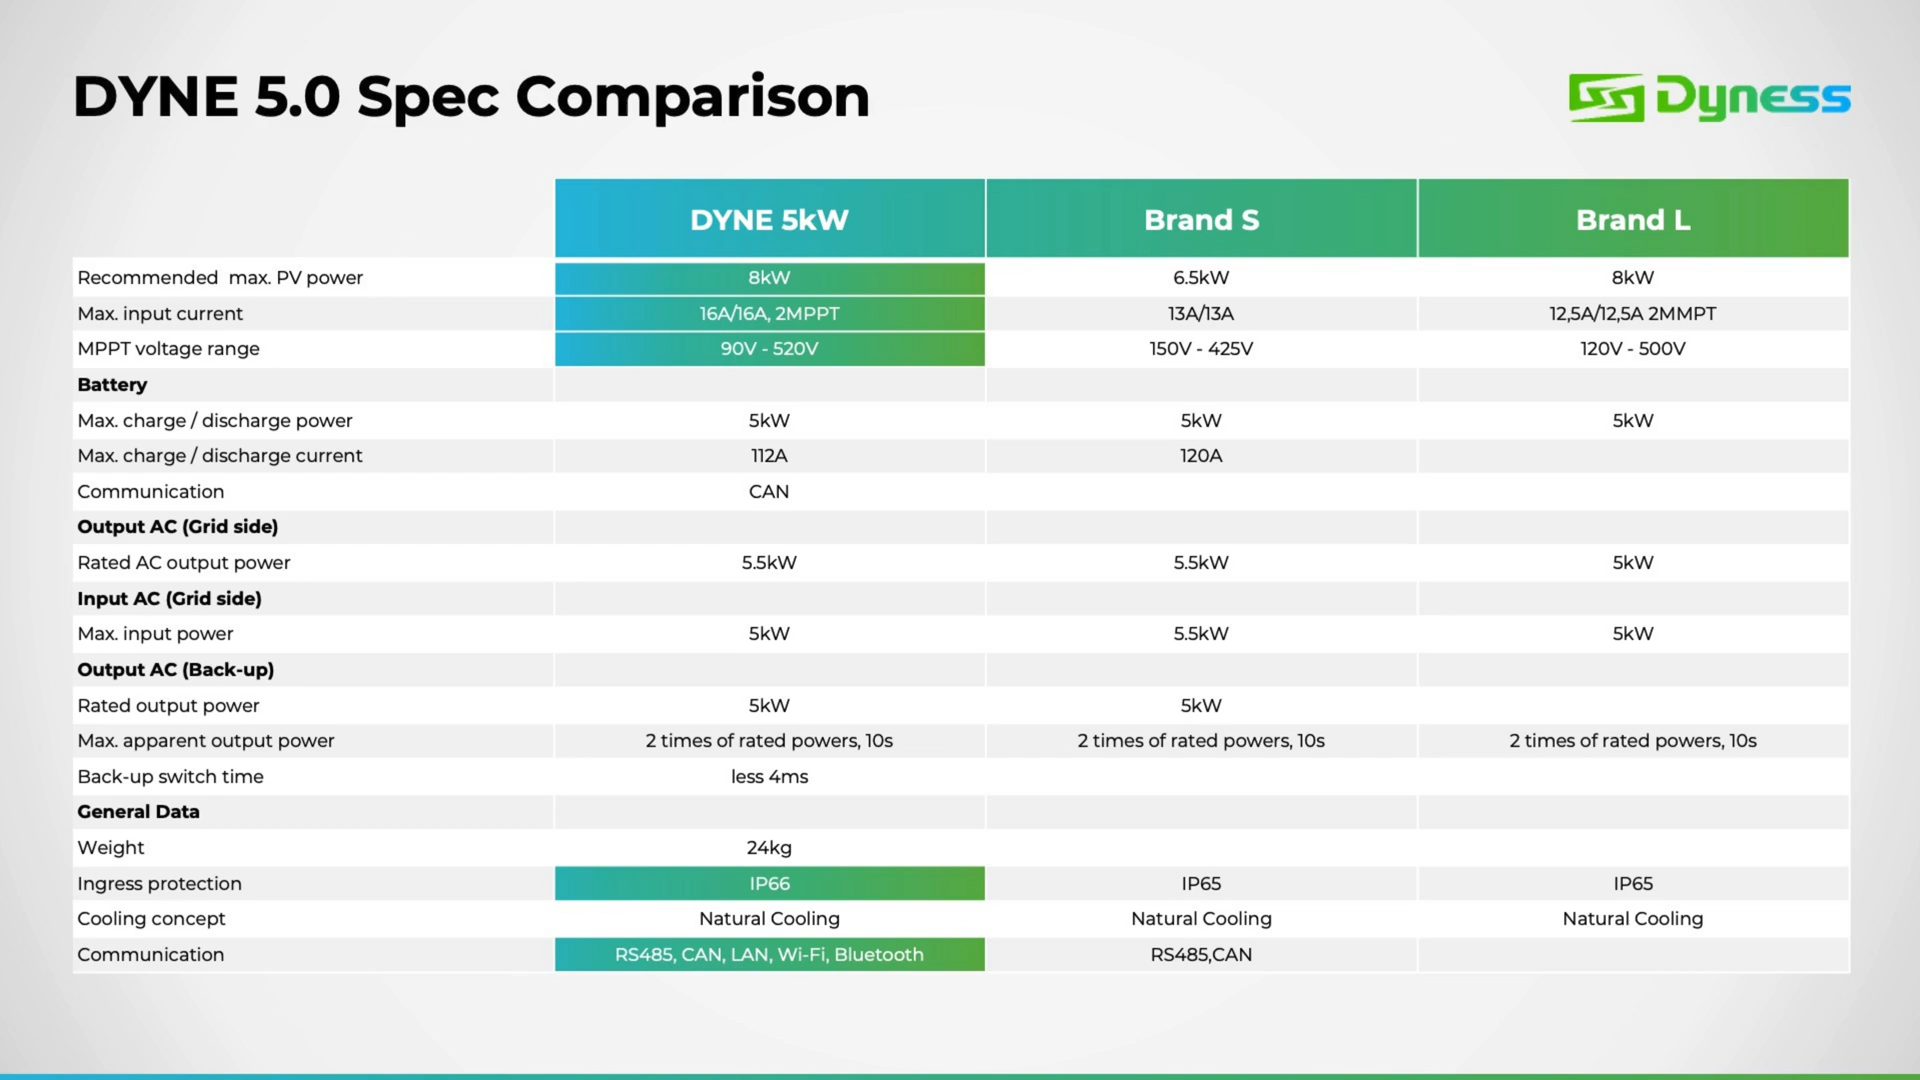 DYNE 5.0 Spec Comparison
Dyness
DYNE 5kW Brand S Brand L
Recommended max. PV power 8kW 6.5kW 8kW
Max. input current 16A/16A, 2MPPT 13A/13A 12,5A/12,5A 2MMPT
MPPT voltage range 90V - 520V 150V - 425V 120V - 500V
Battery
Max. charge / discharge power 5kW 5kW 5kW
Max. charge / discharge current 112A 120A
Communication CAN
Output AC (Grid side)
Rated AC output power 5.5kW 5.5kW 5kW
Input AC (Grid side)
Max. input power 5kW 5.5kW 5kW
Output AC (Back-up)
Rated output power 5kW 5kW
Max. apparent output power 2 times of rated powers, 10s 2 times of rated powers, 10s 2 times of rated powers, 10s
Back-up switch time less 4ms
General Data
Weight 24kg
Ingress protection IP66 IP65 IP65
Cooling concept Natural Cooling Natural Cooling Natural Cooling
Communication RS485, CAN, LAN, Wi-Fi, Bluetooth RS485,CAN